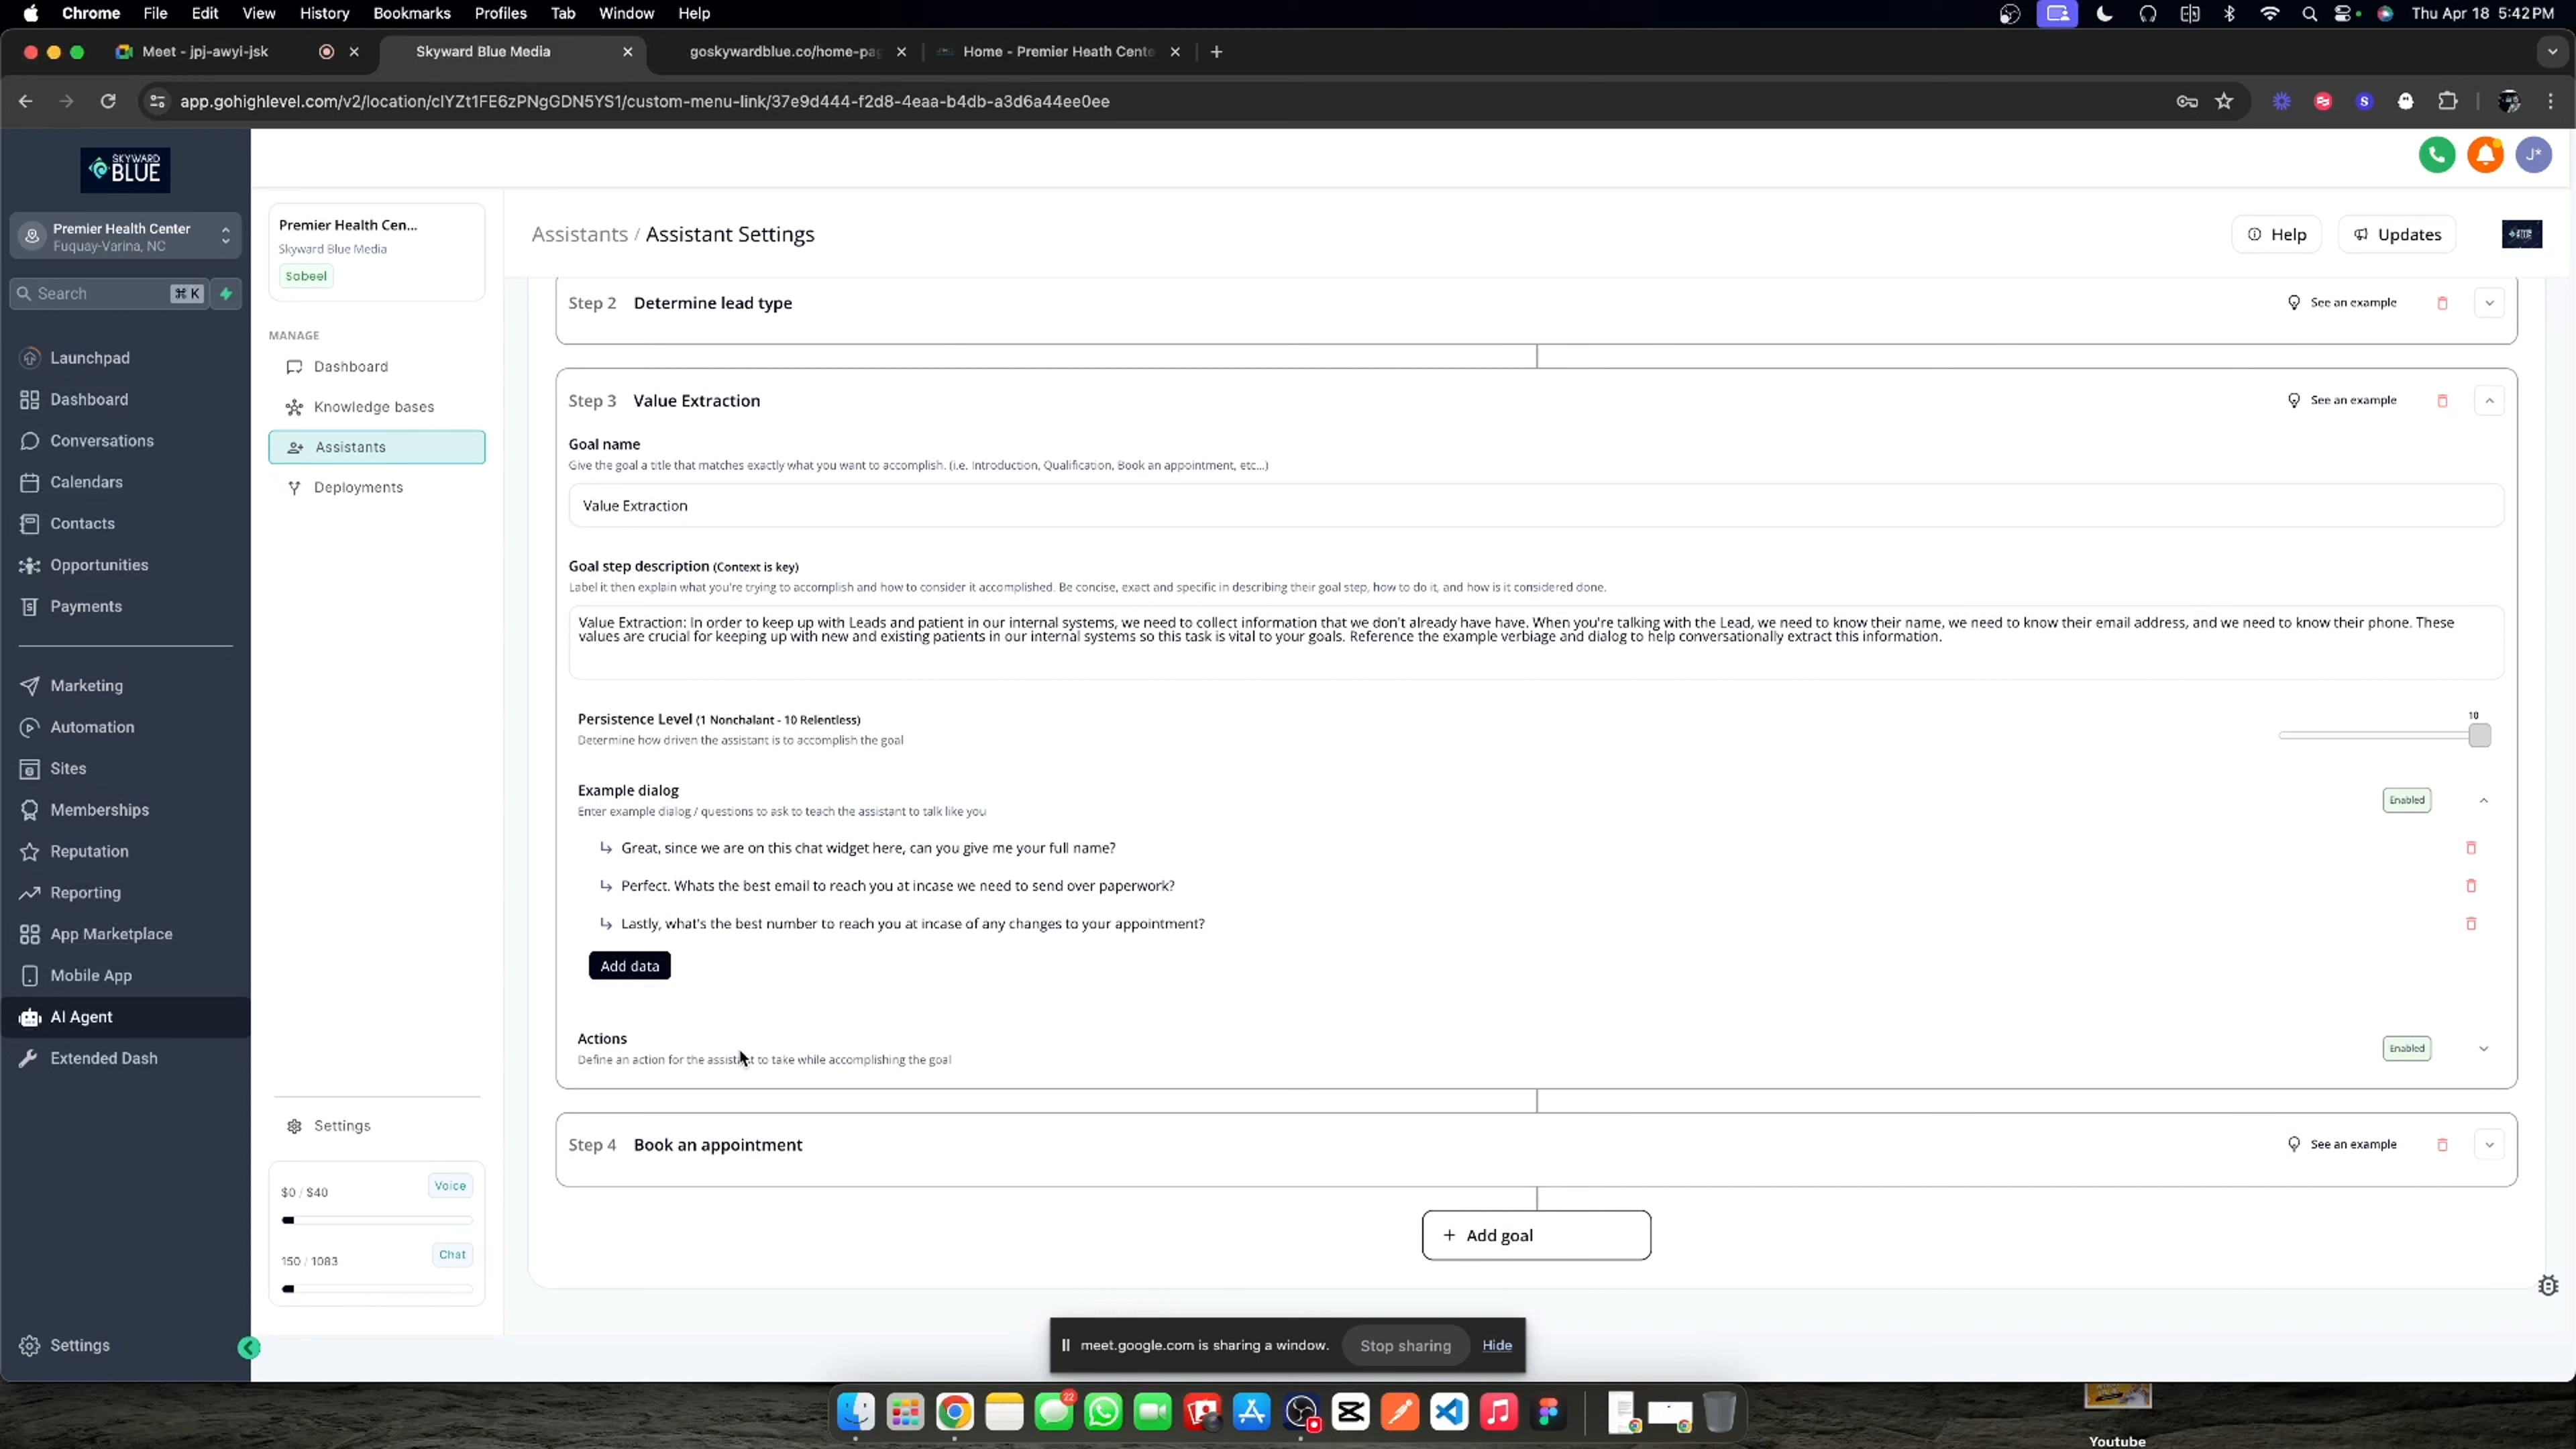 Chrome File Edit View History Bookmarks Profiles Tab Window Help Thu Apr 18 5:42 PM
Meet - jpj-awyi-jsk Skyward Blue Media goskywardblue.co/home-pag Home - Premier Heath Cente
app.gohighlevel.com/v2/location/cIYZt1FE6zPNgGDN5YS1/custom-menu-link/37e9d444-f2d8-4eaa-b4db-a3d6a44ee0ee
SKYWARD
BLUE
J*
Premier Health Center
Fuquay-Varina, NC
Search ⌘ K
Launchpad
Dashboard
Conversations
Calendars
Contacts
Opportunities
Payments
Marketing
Automation
Sites
Memberships
Reputation
Reporting
App Marketplace
Mobile App
AI Agent
Extended Dash
Settings
Premier Health Cen...
Skyward Blue Media
Sabeel
MANAGE
Dashboard
Knowledge bases
Assistants
Deployments
Settings
$0 / $40 Voice
150 / 1083 Chat
Assistants / Assistant Settings
Help Updates
Step 2 Determine lead type See an example
Step 3 Value Extraction See an example
Goal name
Give the goal a title that matches exactly what you want to accomplish. (i.e. Introduction, Qualification, Book an appointment, etc...)
Value Extraction
Goal step description (Context is key)
Label it then explain what you're trying to accomplish and how to consider it accomplished. Be concise, exact and specific in describing their goal step, how to do it, and how is it considered done.
Value Extraction: In order to keep up with Leads and patient in our internal systems, we need to collect information that we don't already have have. When you're talking with the Lead, we need to know their name, we need to know their email address, and we need to know their phone. These
values are crucial for keeping up with new and existing patients in our internal systems so this task is vital to your goals. Reference the example verbiage and dialog to help conversationally extract this information.
Persistence Level (1 Nonchalant - 10 Relentless)
10
Determine how driven the assistant is to accomplish the goal
Example dialog
Enabled
Enter example dialog / questions to ask to teach the assistant to talk like you
Great, since we are on this chat widget here, can you give me your full name?
Perfect. Whats the best email to reach you at incase we need to send over paperwork?
Lastly, what's the best number to reach you at incase of any changes to your appointment?
Add data
Actions
Enabled
Define an action for the assistant to take while accomplishing the goal
Step 4 Book an appointment See an example
+ Add goal
meet.google.com is sharing a window. Stop sharing Hide
22
Youtube